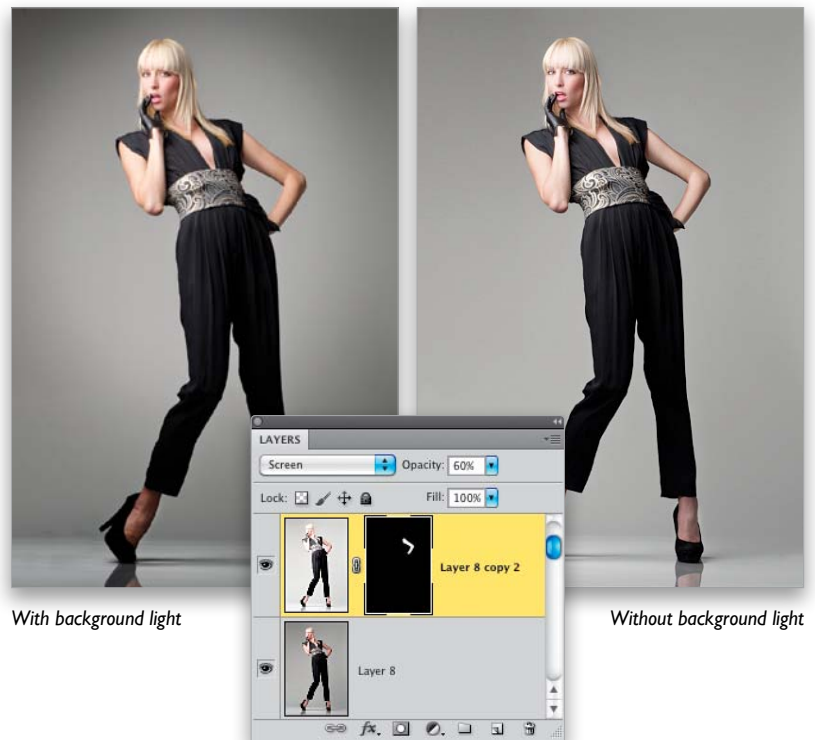 With background light
Without background light
LAYERS
Screen Opacity: 60%
Lock: Fill: 100%
Layer 8 copy 2
Layer 8
fx.